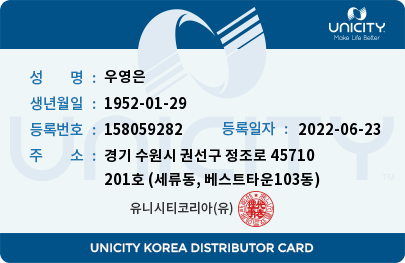 UNICITY
Make Life Better
성 명 : 우영은
생년월일 : 1952-01-29
등록번호 : 158059282 등록일자 : 2022-06-23
주 소 : 경기 수원시 권선구 정조로 45710
201호 (세류동, 베스트타운103동)
유니시티코리아(유)
UNICITY
UNICITY KOREA DISTRIBUTOR CARD